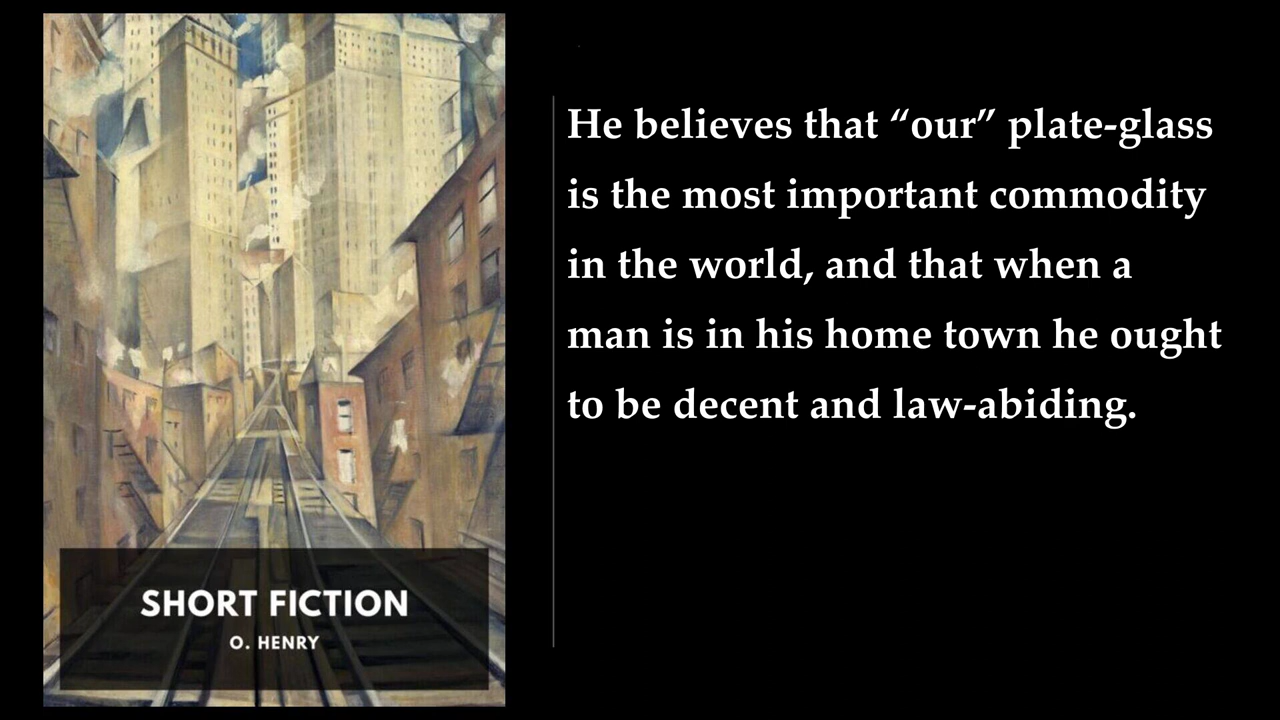 He believes that “our” plate-glass
is the most important commodity
in the world, and that when a
man is in his home town he ought
to be decent and law-abiding.
SHORT FICTION
O. HENRY